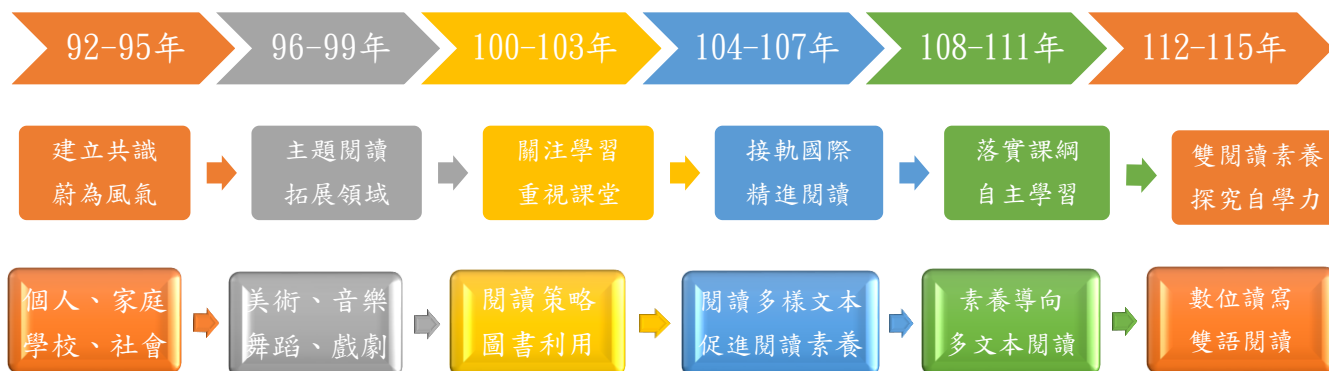 92-95年
96-99年
100-103年
104-107年
108-111年
112-115年
建立共識
蔚為風氣
主題閱讀
拓展領域
關注學習
重視課堂
接軌國際
精進閱讀
落實課綱
自主學習
雙閱讀素養
探究自學力
個人、家庭
學校、社會
美術、音樂
舞蹈、戲劇
閱讀策略
圖書利用
閱讀多樣文本
促進閱讀素養
素養導向
多文本閱讀
數位讀寫
雙語閱讀